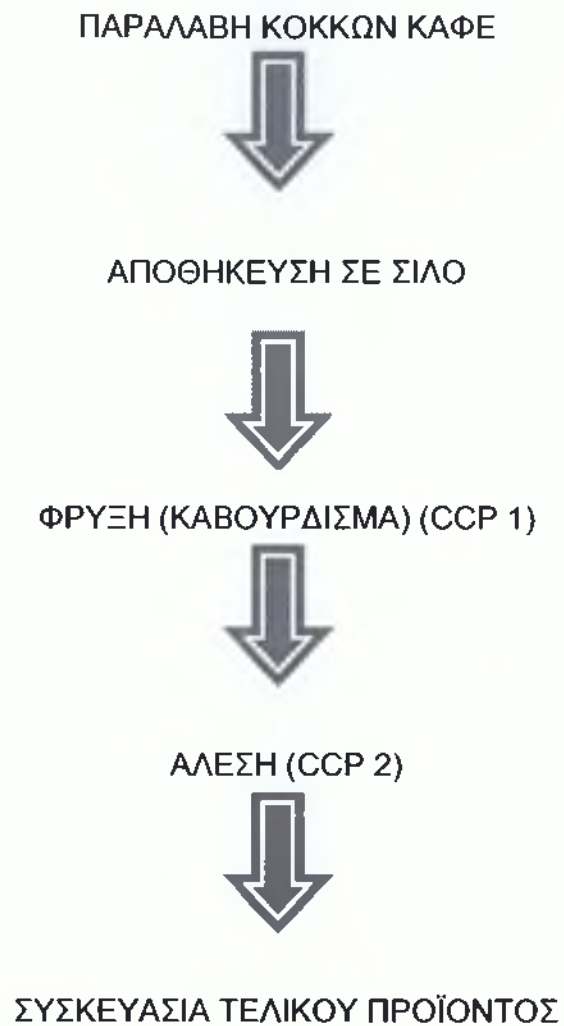 ΠΑΡΑΛΑΒΗ ΚΟΚΚΩΝ ΚΑΦΕ
ΑΠΟΘΗΚΕΥΣΗ ΣΕ ΣΙΛΟ
ΦΡΥΞΗ (ΚΑΒΟΥΡΔΙΣΜΑ) (CCP 1)
ΑΛΕΣΗ (CCP 2)
ΣΥΣΚΕΥΑΣΙΑ ΤΕΛΙΚΟΥ ΠΡΟΪΟΝΤΟΣ